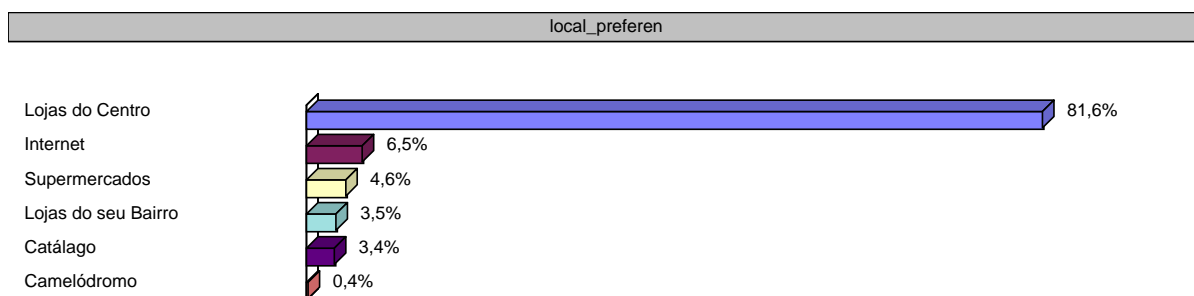 local_preferen
Lojas do Centro 81,6%
Internet 6,5%
Supermercados 4,6%
Lojas do seu Bairro 3,5%
Catálago 3,4%
Camelódromo 0,4%